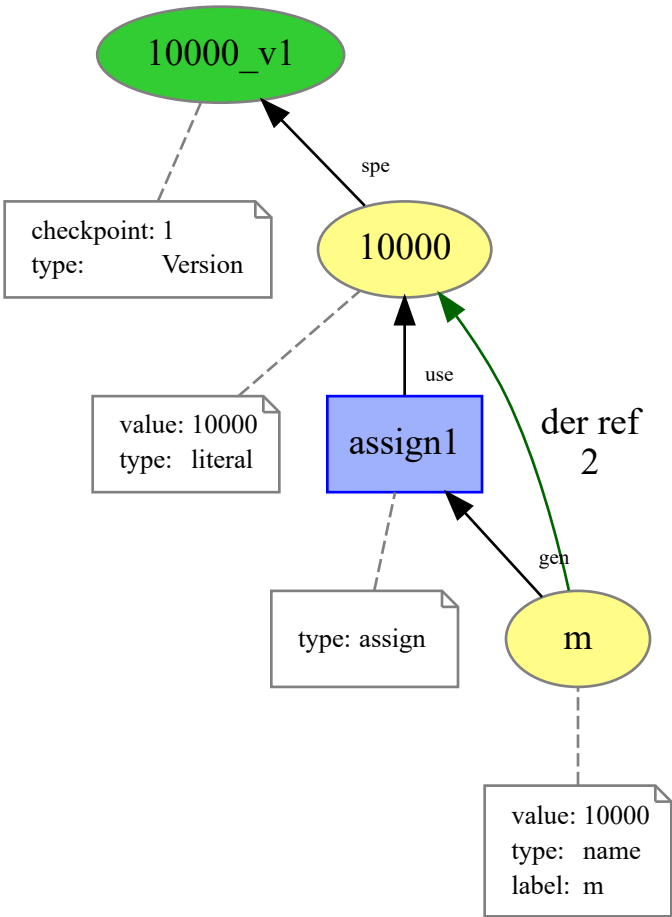 10000_v1
spe
checkpoint: 1
type: Version
10000
use
value: 10000
type: literal
assign1
der ref
2
gen
type: assign
m
value: 10000
type: name
label: m